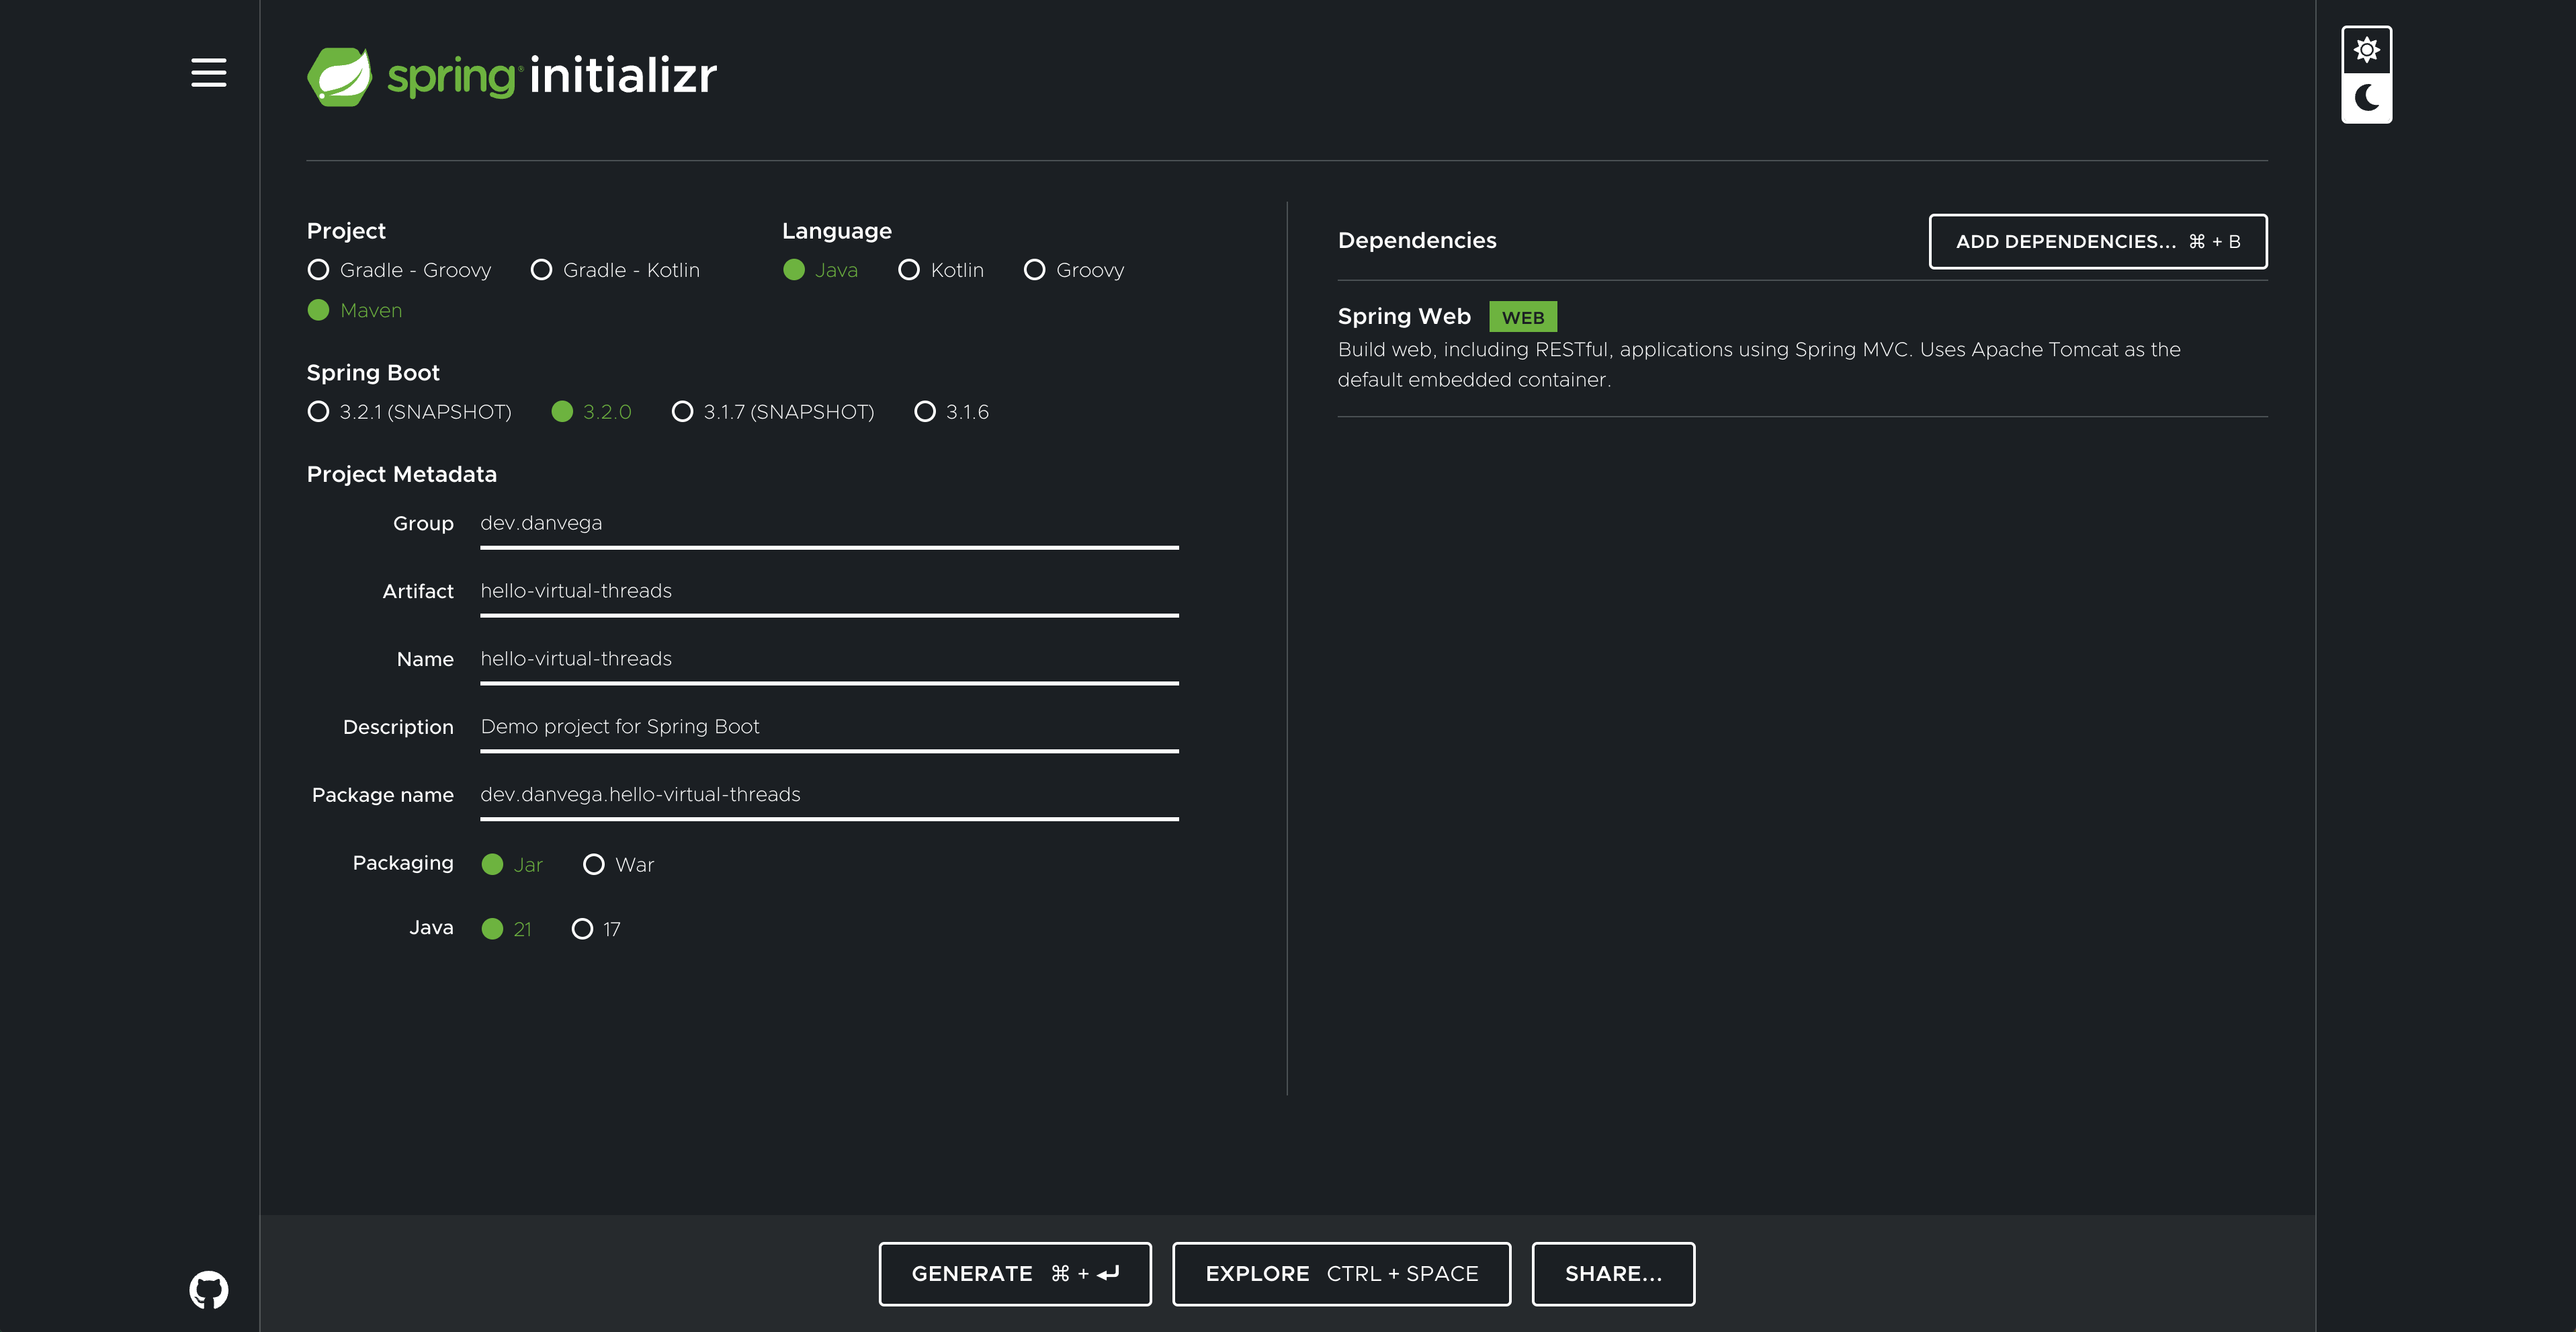 spring® initializr
Project
Gradle - Groovy Gradle - Kotlin
Maven
Language
Java Kotlin Groovy
Spring Boot
3.2.1 (SNAPSHOT) 3.2.0 3.1.7 (SNAPSHOT) 3.1.6
Project Metadata
Group dev.danvega
Artifact hello-virtual-threads
Name hello-virtual-threads
Description Demo project for Spring Boot
Package name dev.danvega.hello-virtual-threads
Packaging Jar War
Java 21 17
Dependencies
ADD DEPENDENCIES... ⌘ + B
Spring Web WEB
Build web, including RESTful, applications using Spring MVC. Uses Apache Tomcat as the
default embedded container.
GENERATE ⌘ + ⏎
EXPLORE CTRL + SPACE
SHARE...